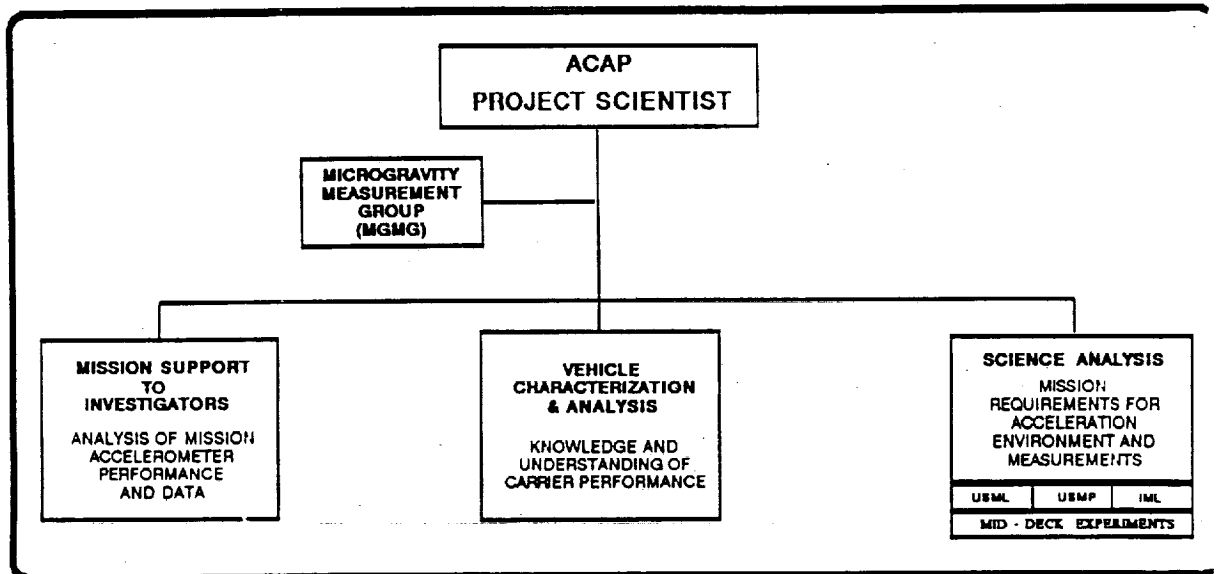 ACAP
PROJECT SCIENTIST
MICROGRAVITY
MEASUREMENT
GROUP
(MGMG)
MISSION SUPPORT
TO
INVESTIGATORS
ANALYSIS OF MISSION
ACCELEROMETER
PERFORMANCE
AND DATA
VEHICLE
CHARACTERIZATION
& ANALYSIS
KNOWLEDGE AND
UNDERSTANDING OF
CARRIER PERFORMANCE
SCIENCE ANALYSIS
MISSION
REQUIREMENTS FOR
ACCELERATION
ENVIRONMENT AND
MEASUREMENTS
USML USMP IML
MID - DECK EXPERIMENTS